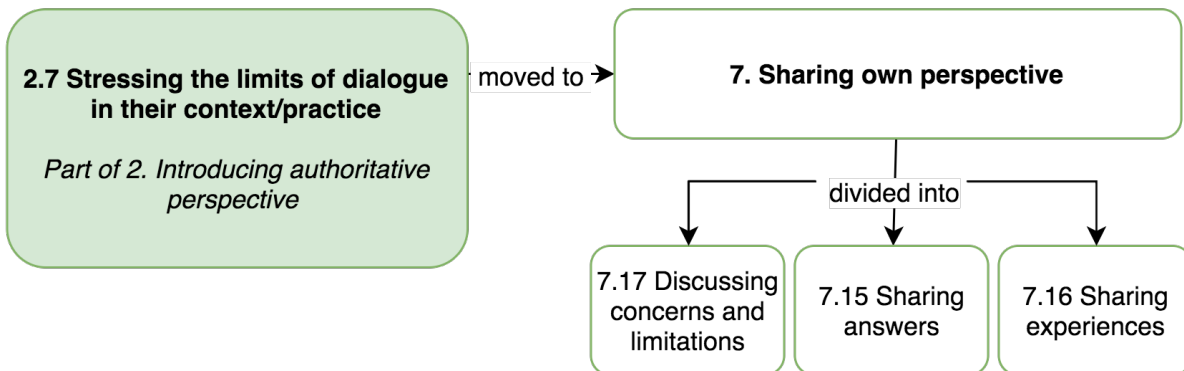 2.7 Stressing the limits of dialogue
in their context/practice
Part of 2. Introducing authoritative
perspective
moved to
7. Sharing own perspective
divided into
7.17 Discussing
concerns and
limitations
7.15 Sharing
answers
7.16 Sharing
experiences